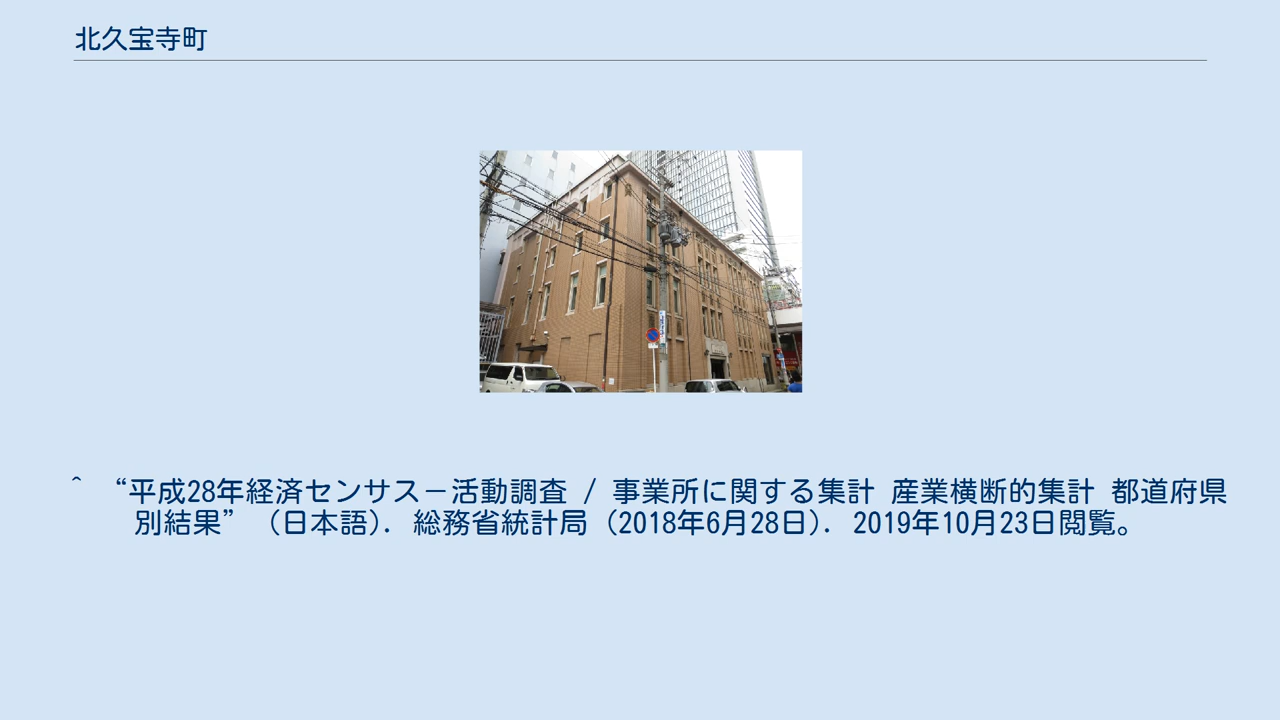 北久宝寺町
^ “平成28年経済センサス－活動調査 / 事業所に関する集計 産業横断的集計 都道府県
別結果” (日本語). 総務省統計局 (2018年6月28日). 2019年10月23日閲覧。